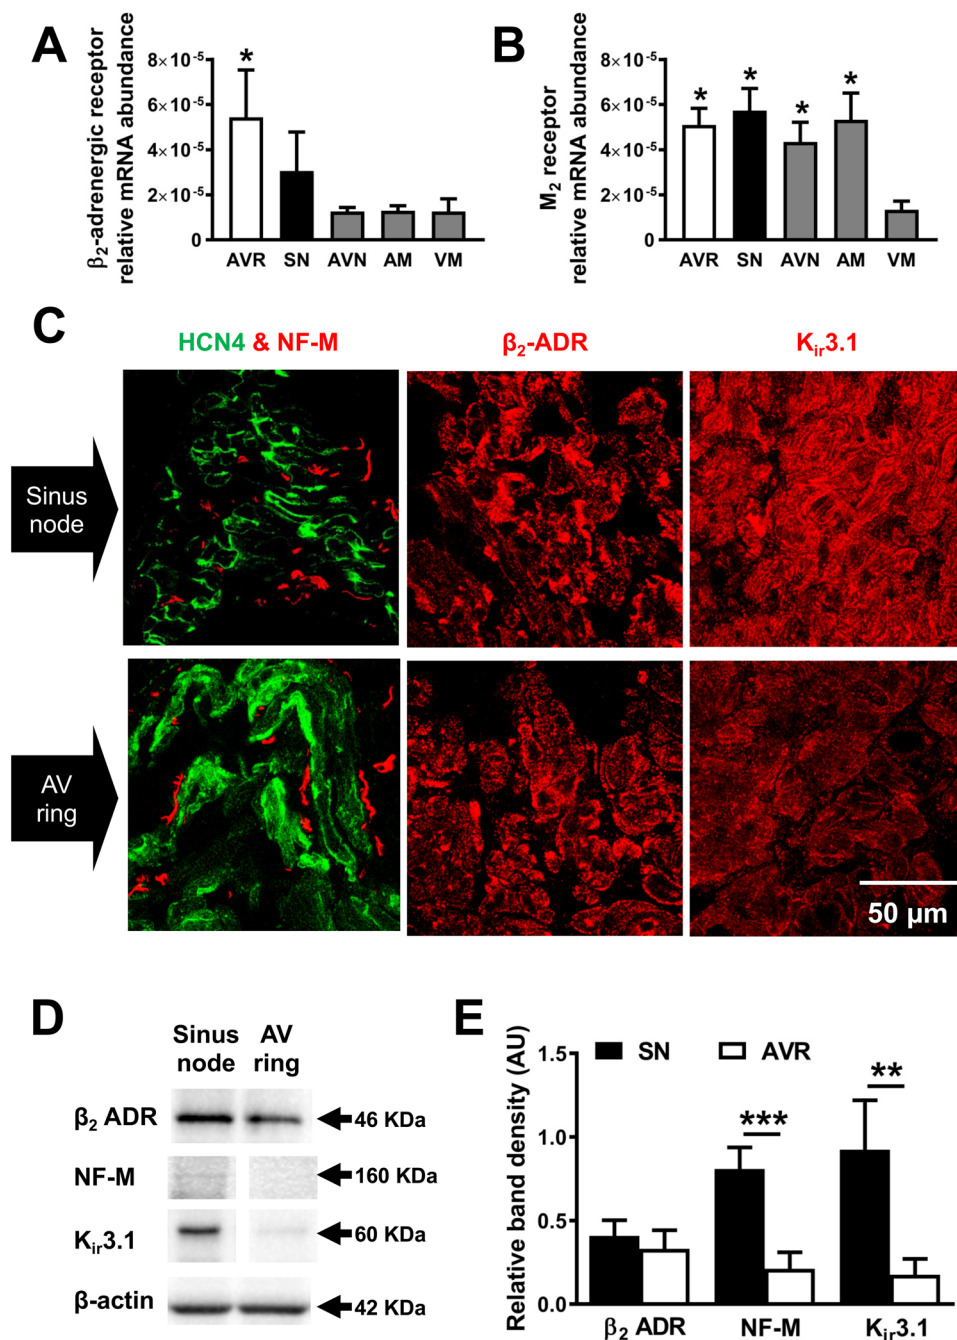 A
β₂-adrenergic receptor
relative mRNA abundance
8×10⁻⁵
6×10⁻⁵
4×10⁻⁵
2×10⁻⁵
0
*
AVR SN AVN AM VM
B
M₂ receptor
relative mRNA abundance
8×10⁻⁵
6×10⁻⁵
4×10⁻⁵
2×10⁻⁵
0
* * * *
AVR SN AVN AM VM
C
HCN4 & NF-M β₂-ADR Kir3.1
Sinus
node
AV
ring
50 µm
D
Sinus
node
AV
ring
β₂ ADR 46 KDa
NF-M 160 KDa
Kir3.1 60 KDa
β-actin 42 KDa
E
Relative band density (AU)
1.5
1.0
0.5
0.0
SN AVR
*** **
β₂ ADR NF-M Kir3.1